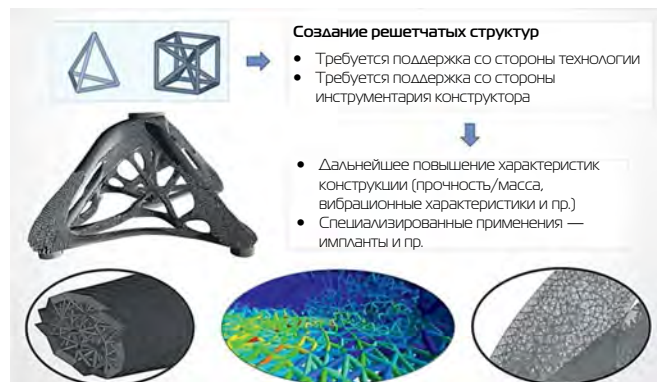 Создание решетчатых структур
• Требуется поддержка со стороны технологии
• Требуется поддержка со стороны
инструментария конструктора
• Дальнейшее повышение характеристик
конструкции (прочность/масса,
вибрационные характеристики и пр.)
• Специализированные применения —
импланты и пр.